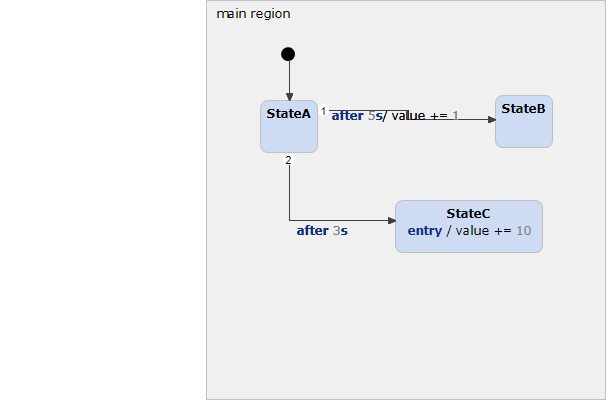 main region
StateA
1
after 5s/ value += 1
StateB
2
after 3s
StateC
entry / value += 10